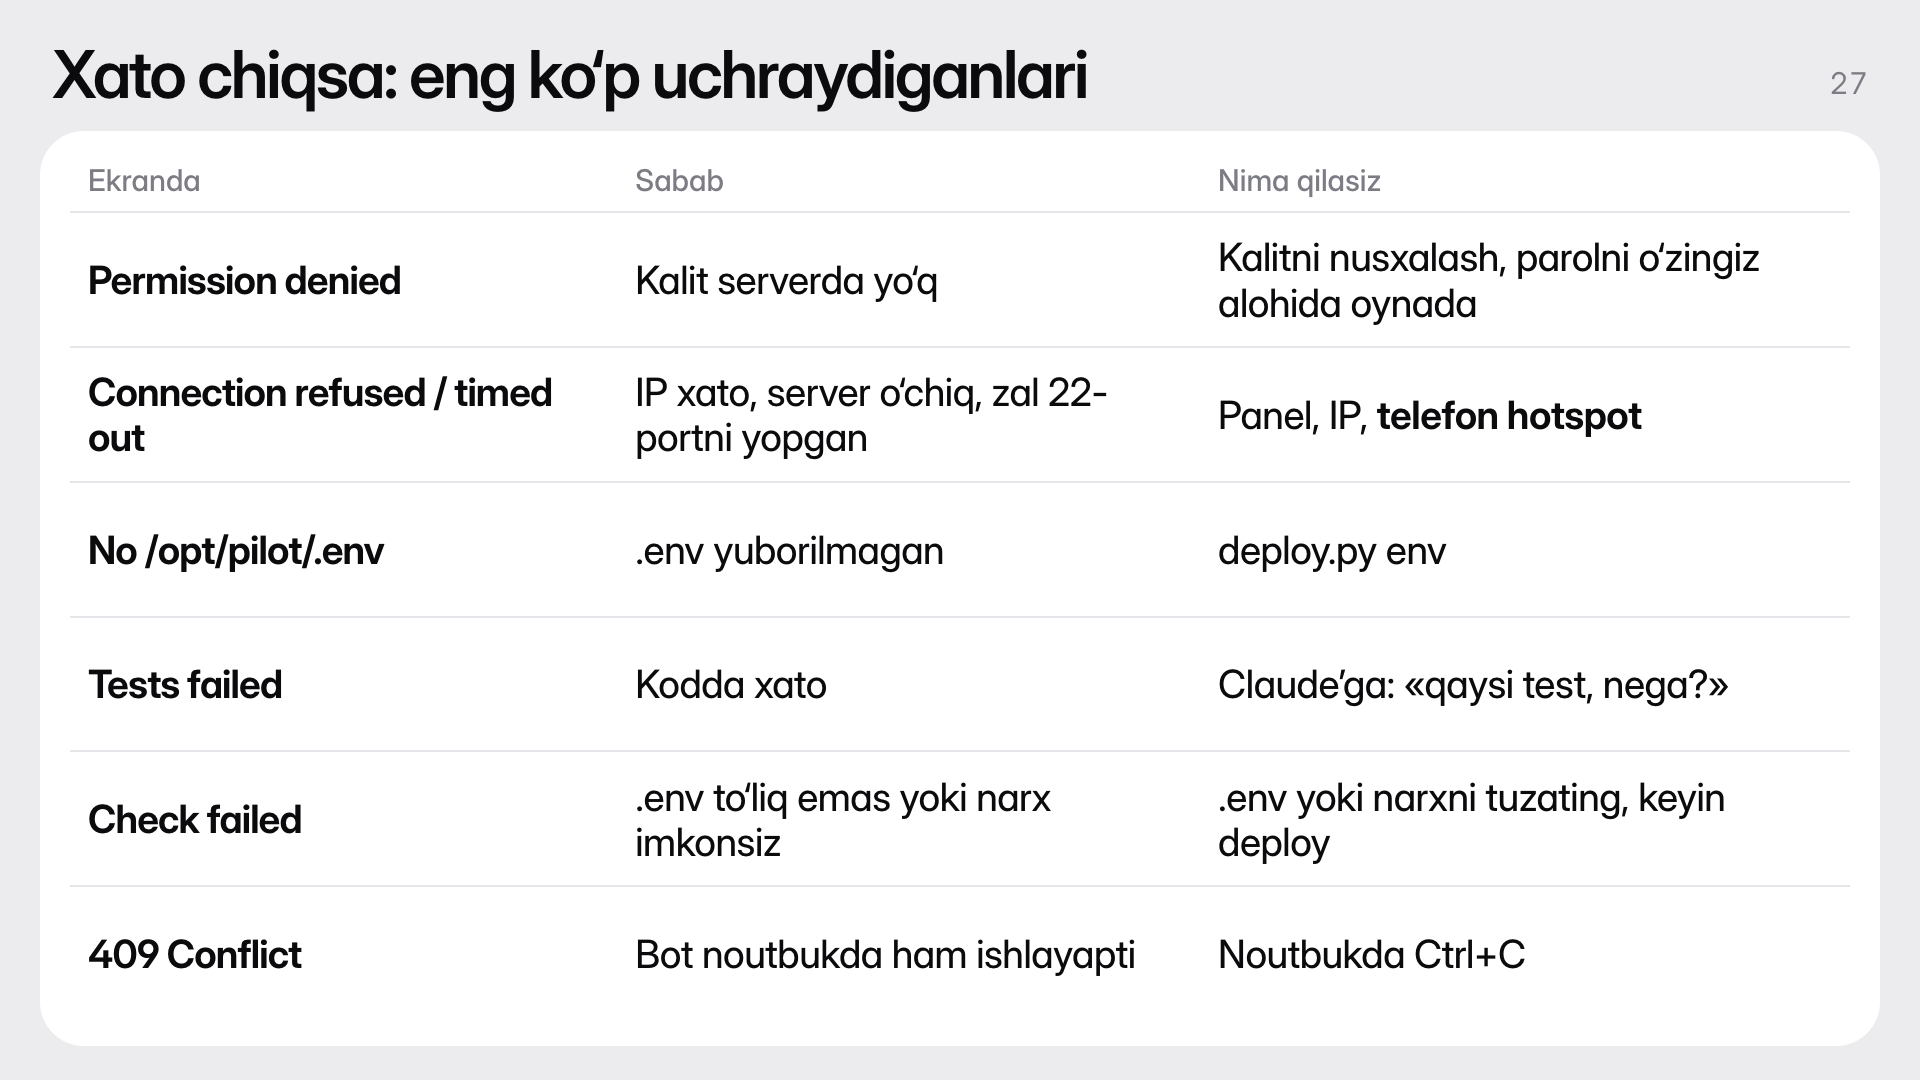 Xato chiqsa: eng ko‘p uchraydiganlari
27
Ekranda
Sabab
Nima qilasiz
Permission denied
Kalit serverda yo‘q
Kalitni nusxalash, parolni o‘zingiz
alohida oynada
Connection refused / timed
out
IP xato, server o‘chiq, zal 22-
portni yopgan
Panel, IP, telefon hotspot
No /opt/pilot/.env
.env yuborilmagan
deploy.py env
Tests failed
Kodda xato
Claude’ga: «qaysi test, nega?»
Check failed
.env to‘liq emas yoki narx
imkonsiz
.env yoki narxni tuzating, keyin
deploy
409 Conflict
Bot noutbukda ham ishlayapti
Noutbukda Ctrl+C